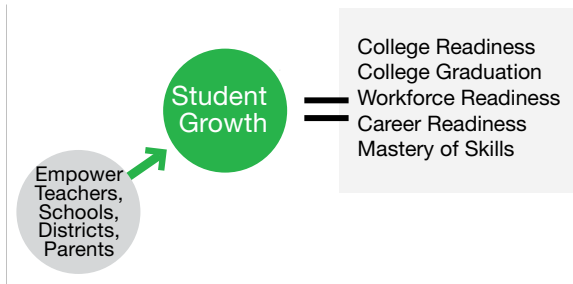 Student
Growth
College Readiness
College Graduation
Workforce Readiness
Career Readiness
Mastery of Skills
Empower
Teachers,
Schools,
Districts,
Parents